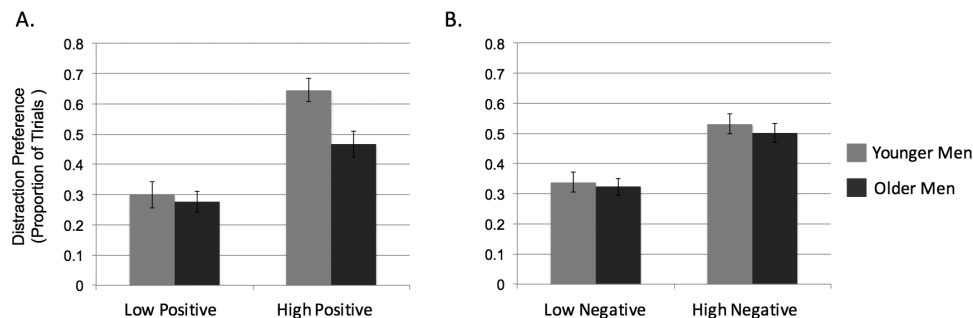 A.
B.
Distraction Preference
(Proportion of TIrials )
0.8
0.7
0.6
0.5
0.4
0.3
0.2
0.1
0
Low Positive
High Positive
0.8
0.7
0.6
0.5
0.4
0.3
0.2
0.1
0
Low Negative
High Negative
Younger Men
Older Men